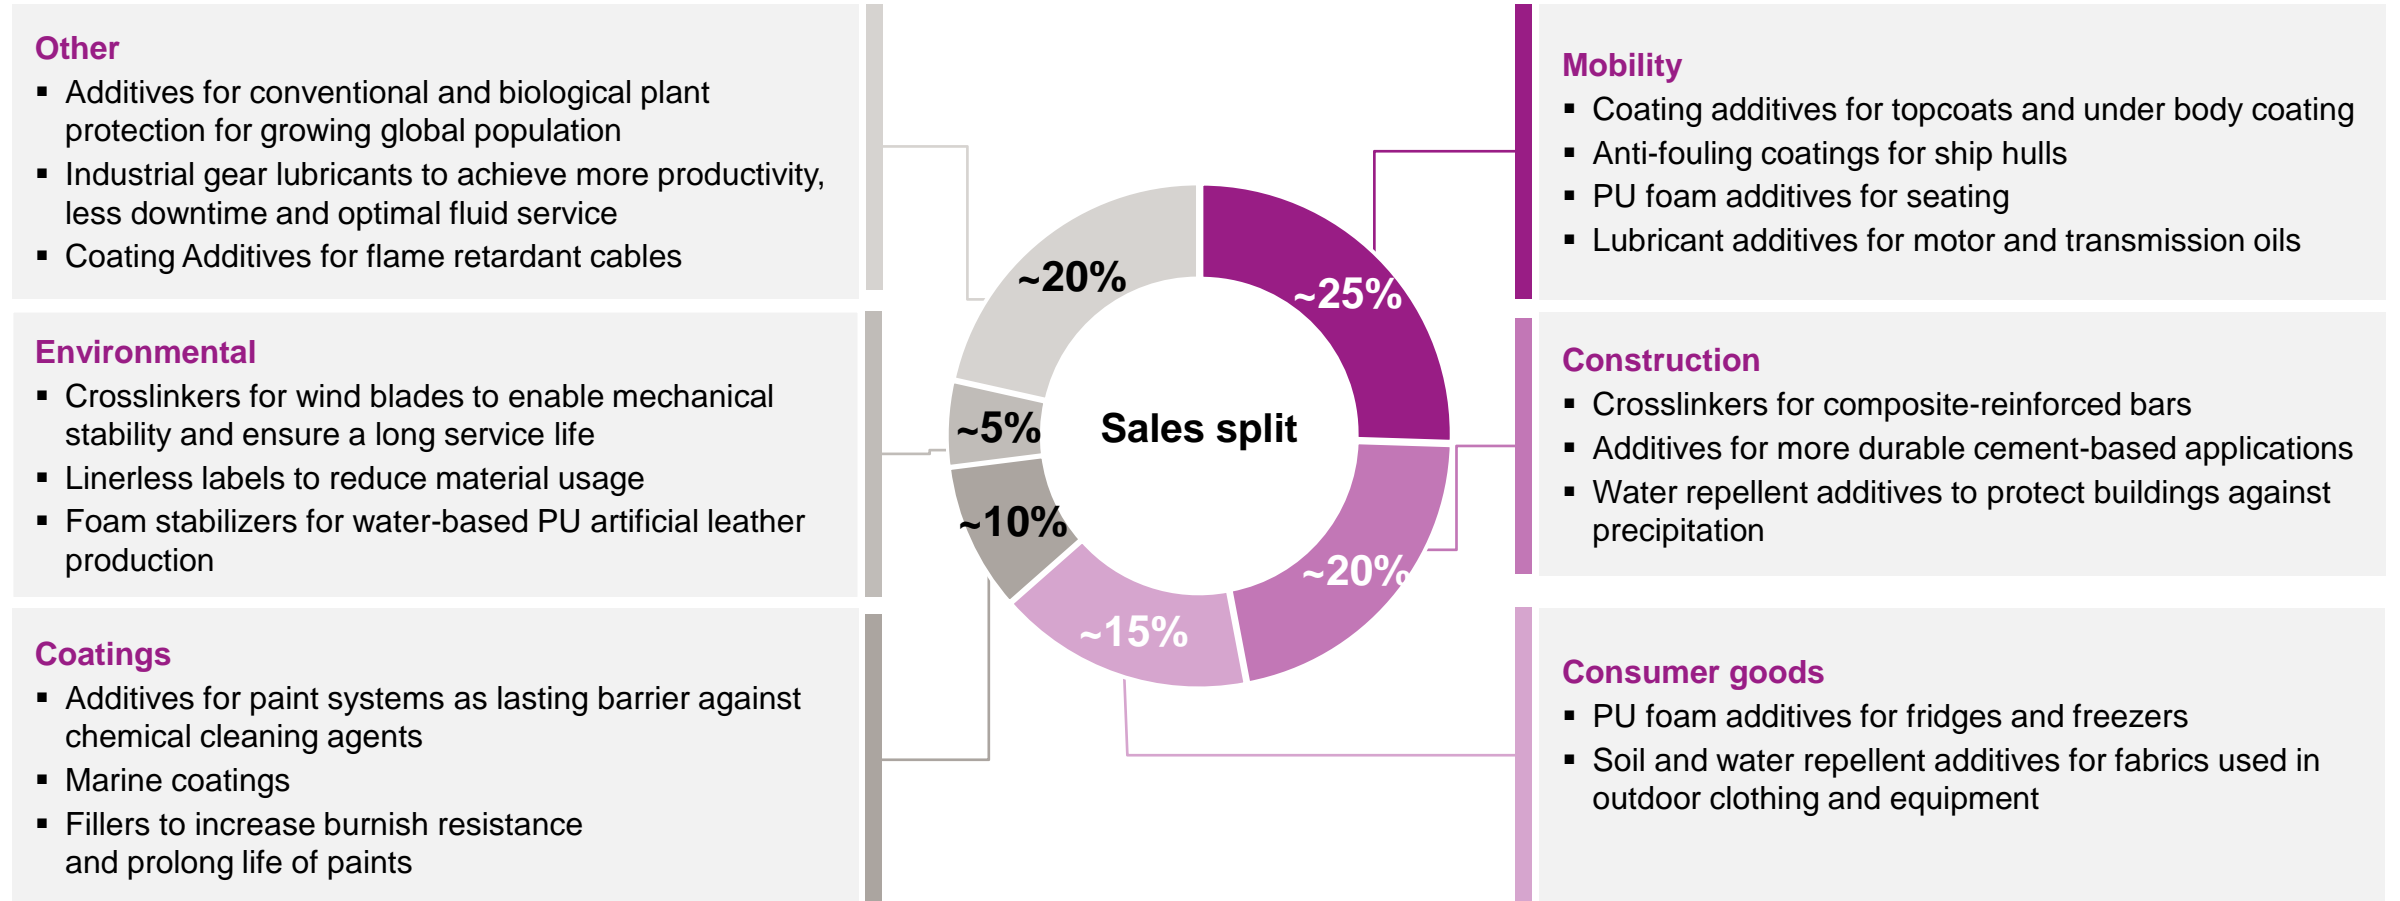 Other
▪ Additives for conventional and biological plant
protection for growing global population
▪ Industrial gear lubricants to achieve more productivity,
less downtime and optimal fluid service
▪ Coating Additives for flame retardant cables
Environmental
▪ Crosslinkers for wind blades to enable mechanical
stability and ensure a long service life
▪ Linerless labels to reduce material usage
▪ Foam stabilizers for water-based PU artificial leather
production
Coatings
▪ Additives for paint systems as lasting barrier against
chemical cleaning agents
▪ Marine coatings
▪ Fillers to increase burnish resistance
and prolong life of paints
~20%
~25%
~5%
Sales split
~10%
~20%
~15%
Mobility
▪ Coating additives for topcoats and under body coating
▪ Anti-fouling coatings for ship hulls
▪ PU foam additives for seating
▪ Lubricant additives for motor and transmission oils
Construction
▪ Crosslinkers for composite-reinforced bars
▪ Additives for more durable cement-based applications
▪ Water repellent additives to protect buildings against
precipitation
Consumer goods
▪ PU foam additives for fridges and freezers
▪ Soil and water repellent additives for fabrics used in
outdoor clothing and equipment